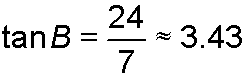 tan B = 24/7 ≈ 3.43